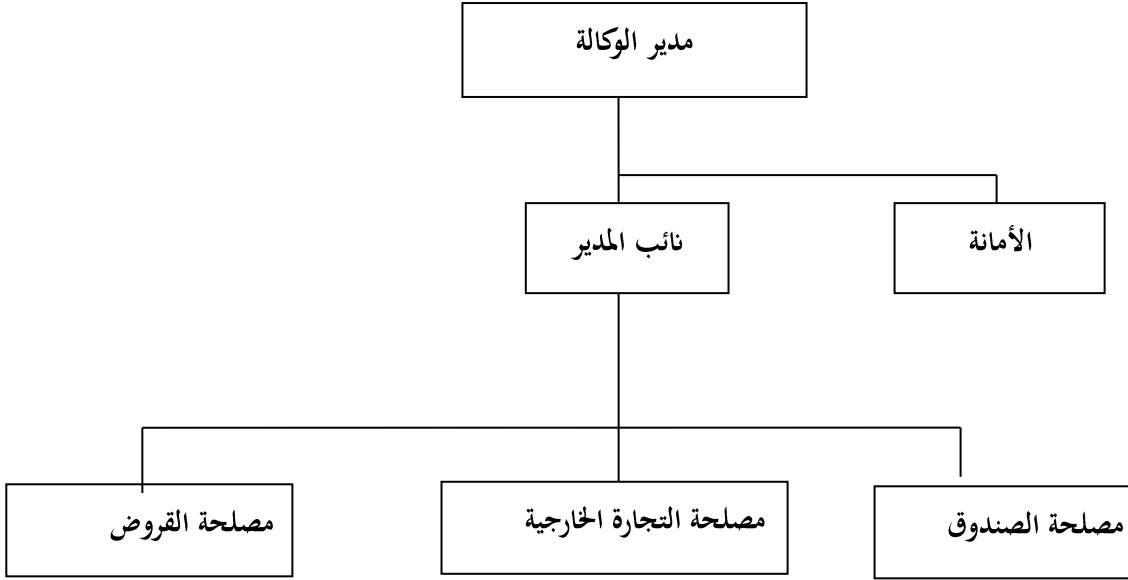 مدير الوكالة
الأمانة
نائب المدير
مصلحة الصندوق
مصلحة التجارة الخارجية
مصلحة القروض